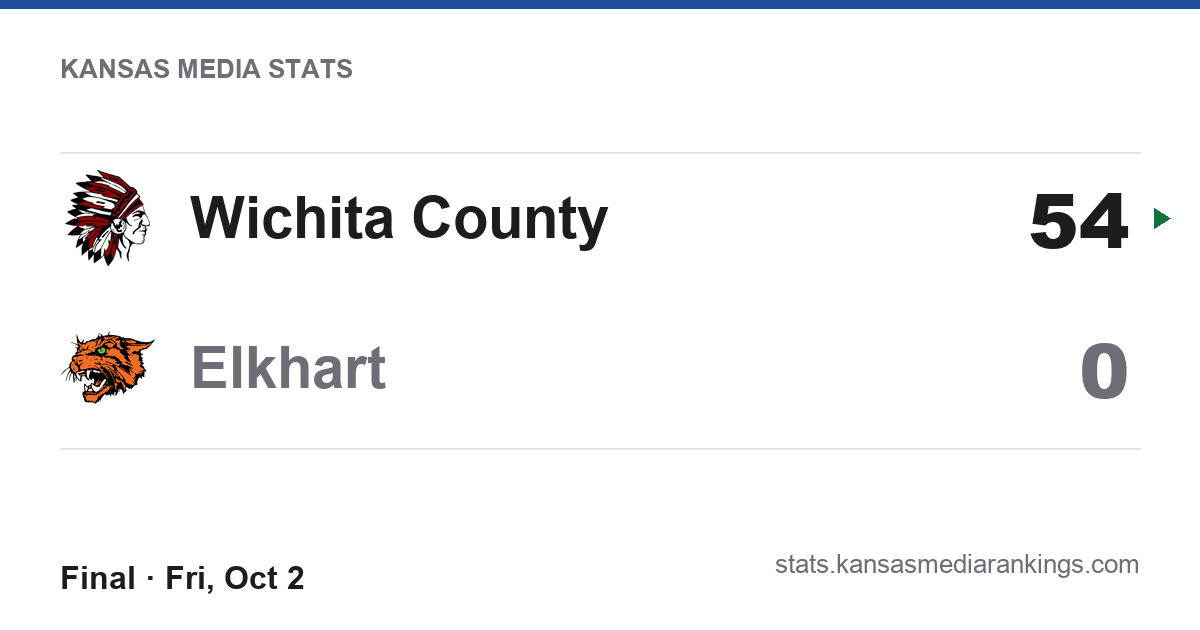 KANSAS MEDIA STATS
Wichita County 54
Elkhart 0
Final · Fri, Oct 2
stats.kansasmediarankings.com